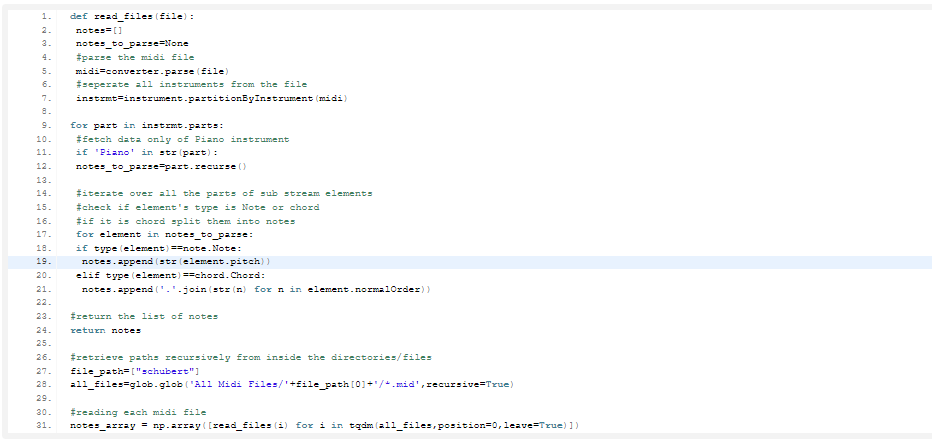 1. def read_files(file):
2. notes=[]
3. notes_to_parse=None
4. #parse the midi file
5. midi=converter.parse(file)
6. #seperate all instruments from the file
7. instrmt=instrument.partitionByInstrument(midi)
8.
9. for part in instrmt.parts:
10. #fetch data only of Piano instrument
11. if 'Piano' in str(part):
12. notes_to_parse=part.recurse()
13.
14. #iterate over all the parts of sub stream elements
15. #check if element's type is Note or chord
16. #if it is chord split them into notes
17. for element in notes_to_parse:
18. if type(element)==note.Note:
19. notes.append(str(element.pitch))
20. elif type(element)==chord.Chord:
21. notes.append('.'.join(str(n) for n in element.normalOrder))
22.
23. #return the list of notes
24. return notes
25.
26. #retrieve paths recursively from inside the directories/files
27. file_path=["schubert"]
28. all_files=glob.glob('All Midi Files/'+file_path[0]+'/*.mid',recursive=True)
29.
30. #reading each midi file
31. notes_array = np.array([read_files(i) for i in tqdm(all_files,position=0,leave=True)])